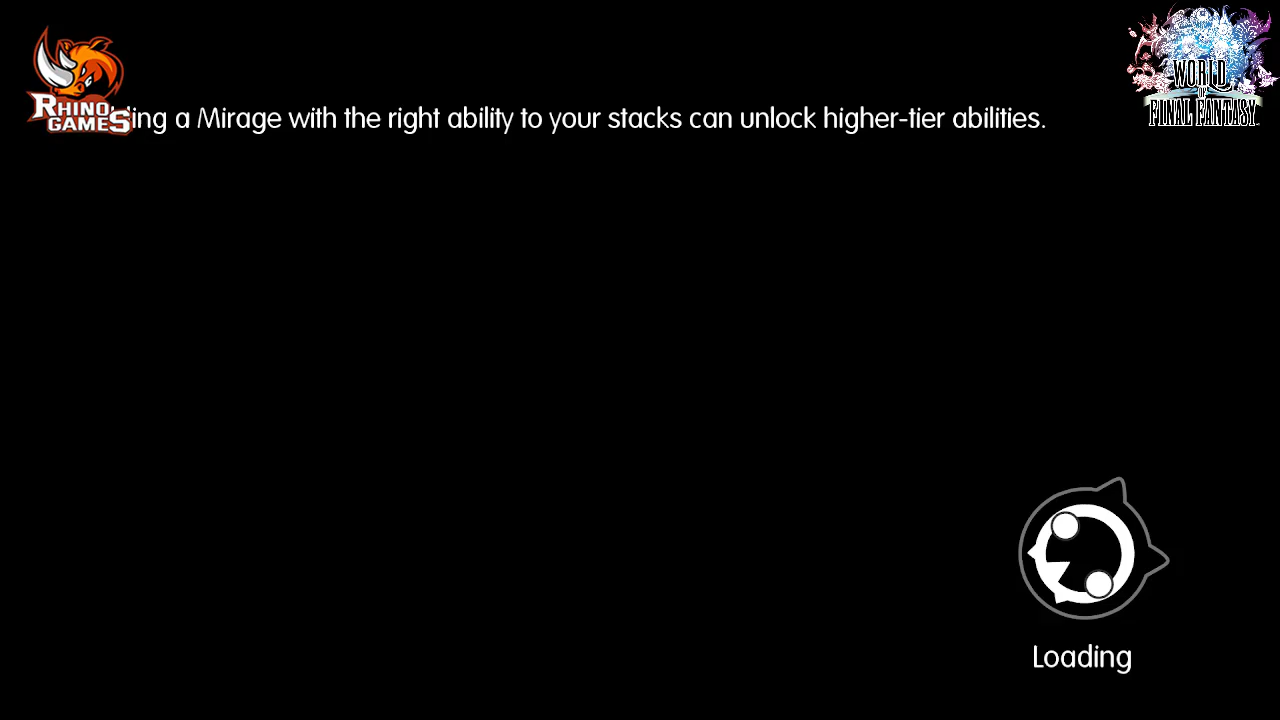 RHINO
GAMES
ing a Mirage with the right ability to your stacks can unlock higher-tier abilities.
WORLD
OF
FINAL FANTASY
Loading